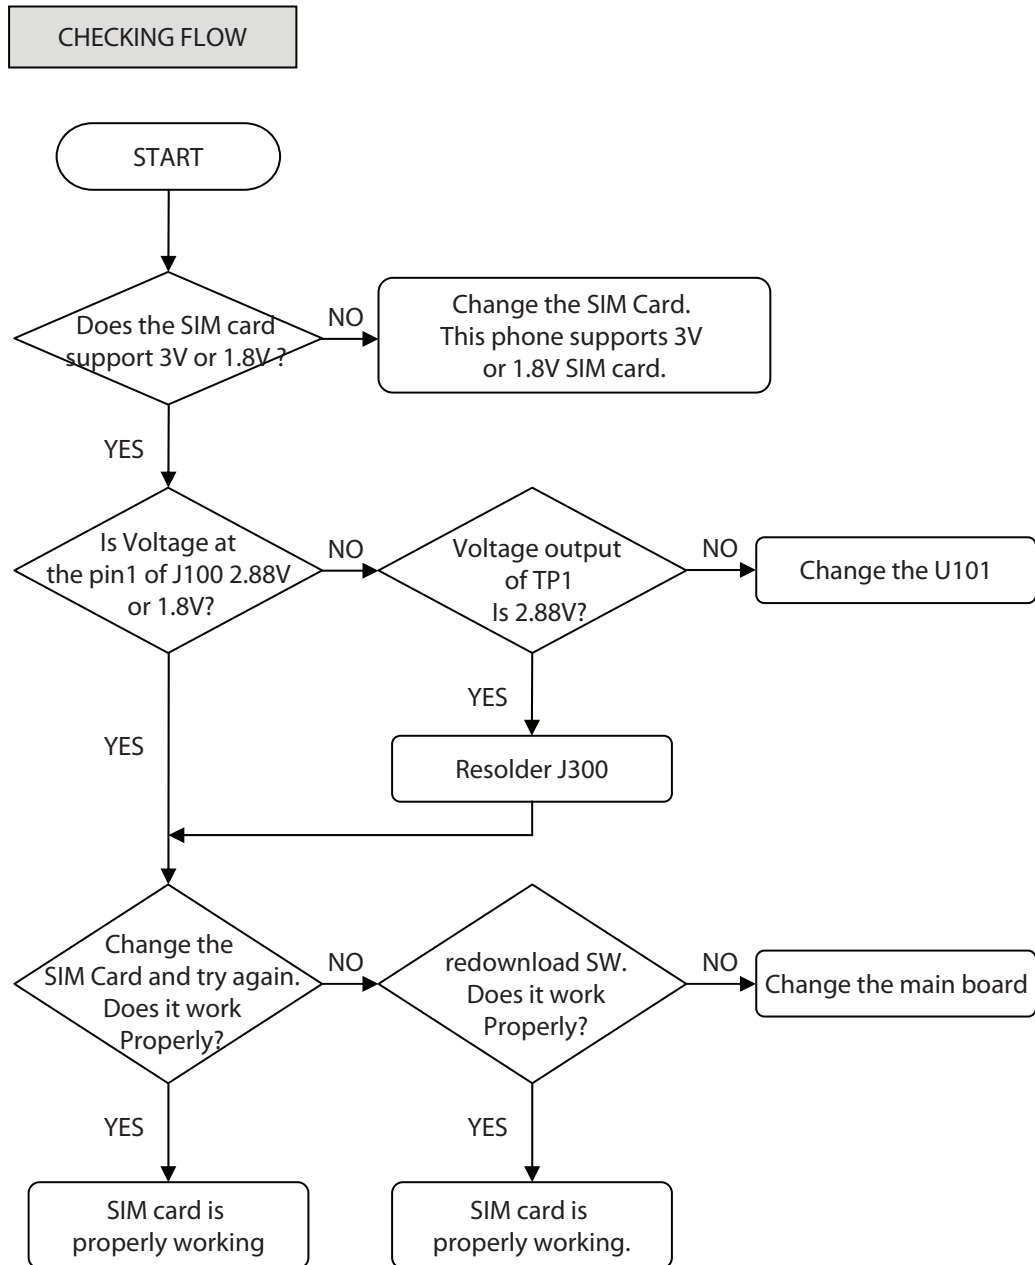 CHECKING FLOW
START
Does the SIM card
support 3V or 1.8V ?
NO
Change the SIM Card.
This phone supports 3V
or 1.8V SIM card.
YES
Is Voltage at
the pin1 of J100 2.88V
or 1.8V?
NO
Voltage output
of TP1
Is 2.88V?
NO
Change the U101
YES
YES
Resolder J300
Change the
SIM Card and try again.
Does it work
Properly?
NO
redownload SW.
Does it work
Properly?
NO
Change the main board
YES
YES
SIM card is
properly working
SIM card is
properly working.